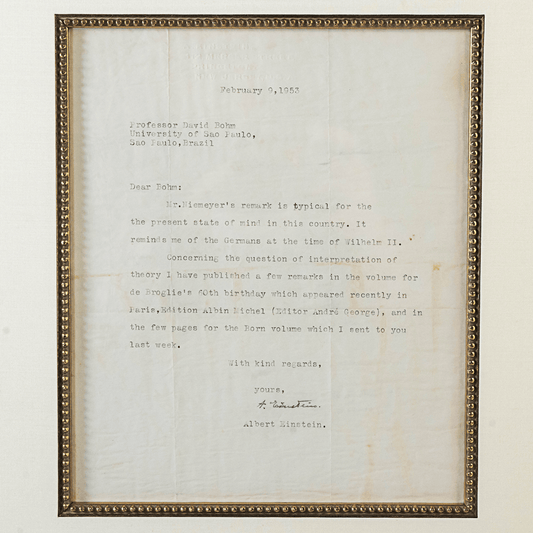 February 9,1953
Professor David Bohm
University of Sao Paulo,
Sao Paulo,Brazil
Dear Bohm:
Mr.Niemeyer's remark is typical for the
the present state of mind in this country. It
reminds me of the Germans at the time of Wilhelm II.
Concerning the question of interpretation of
theory I have published a few remarks in the volume for
de Broglie's 60th birthday which appeared recently in
Paris,Edition Albin Michel (Editor André George), and in
the few pages for the Born volume which I sent to you
last week.
With kind regards,
yours,
A. Einstein.
Albert Einstein.